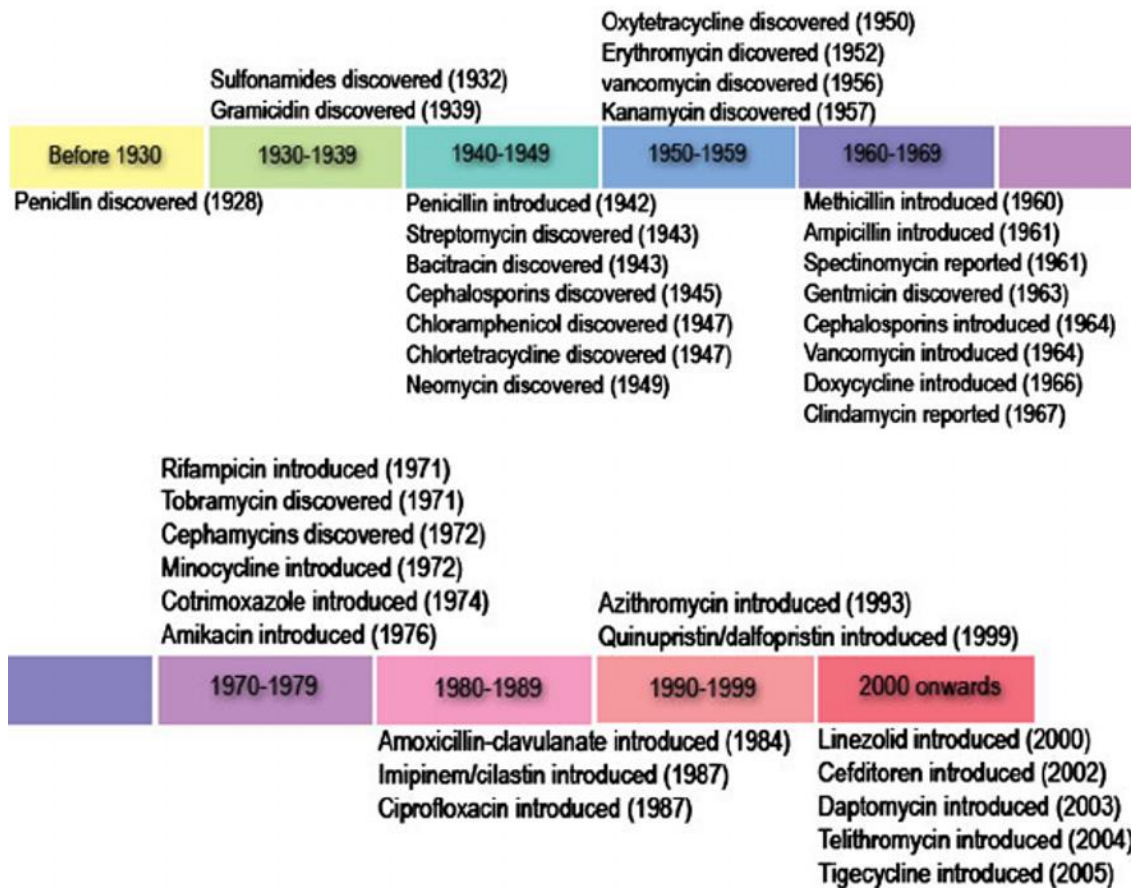 Oxytetracycline discovered (1950)
Erythromycin dicovered (1952)
vancomycin discovered (1956)
Kanamycin discovered (1957)
Sulfonamides discovered (1932)
Gramicidin discovered (1939)
Before 1930
1930-1939
1940-1949
1950-1959
1960-1969
Penicllin discovered (1928)
Penicillin introduced (1942)
Streptomycin discovered (1943)
Bacitracin discovered (1943)
Cephalosporins discovered (1945)
Chloramphenicol discovered (1947)
Chlortetracycline discovered (1947)
Neomycin discovered (1949)
Methicillin introduced (1960)
Ampicillin introduced (1961)
Spectinomycin reported (1961)
Gentmicin discovered (1963)
Cephalosporins introduced (1964)
Vancomycin introduced (1964)
Doxycycline introduced (1966)
Clindamycin reported (1967)
Rifampicin introduced (1971)
Tobramycin discovered (1971)
Cephamycins discovered (1972)
Minocycline introduced (1972)
Cotrimoxazole introduced (1974)
Amikacin introduced (1976)
Azithromycin introduced (1993)
Quinupristin/dalfopristin introduced (1999)
1970-1979
1980-1989
1990-1999
2000 onwards
Amoxicillin-clavulanate introduced (1984)
Imipinem/cilastin introduced (1987)
Ciprofloxacin introduced (1987)
Linezolid introduced (2000)
Cefditoren introduced (2002)
Daptomycin introduced (2003)
Telithromycin introduced (2004)
Tigecycline introduced (2005)